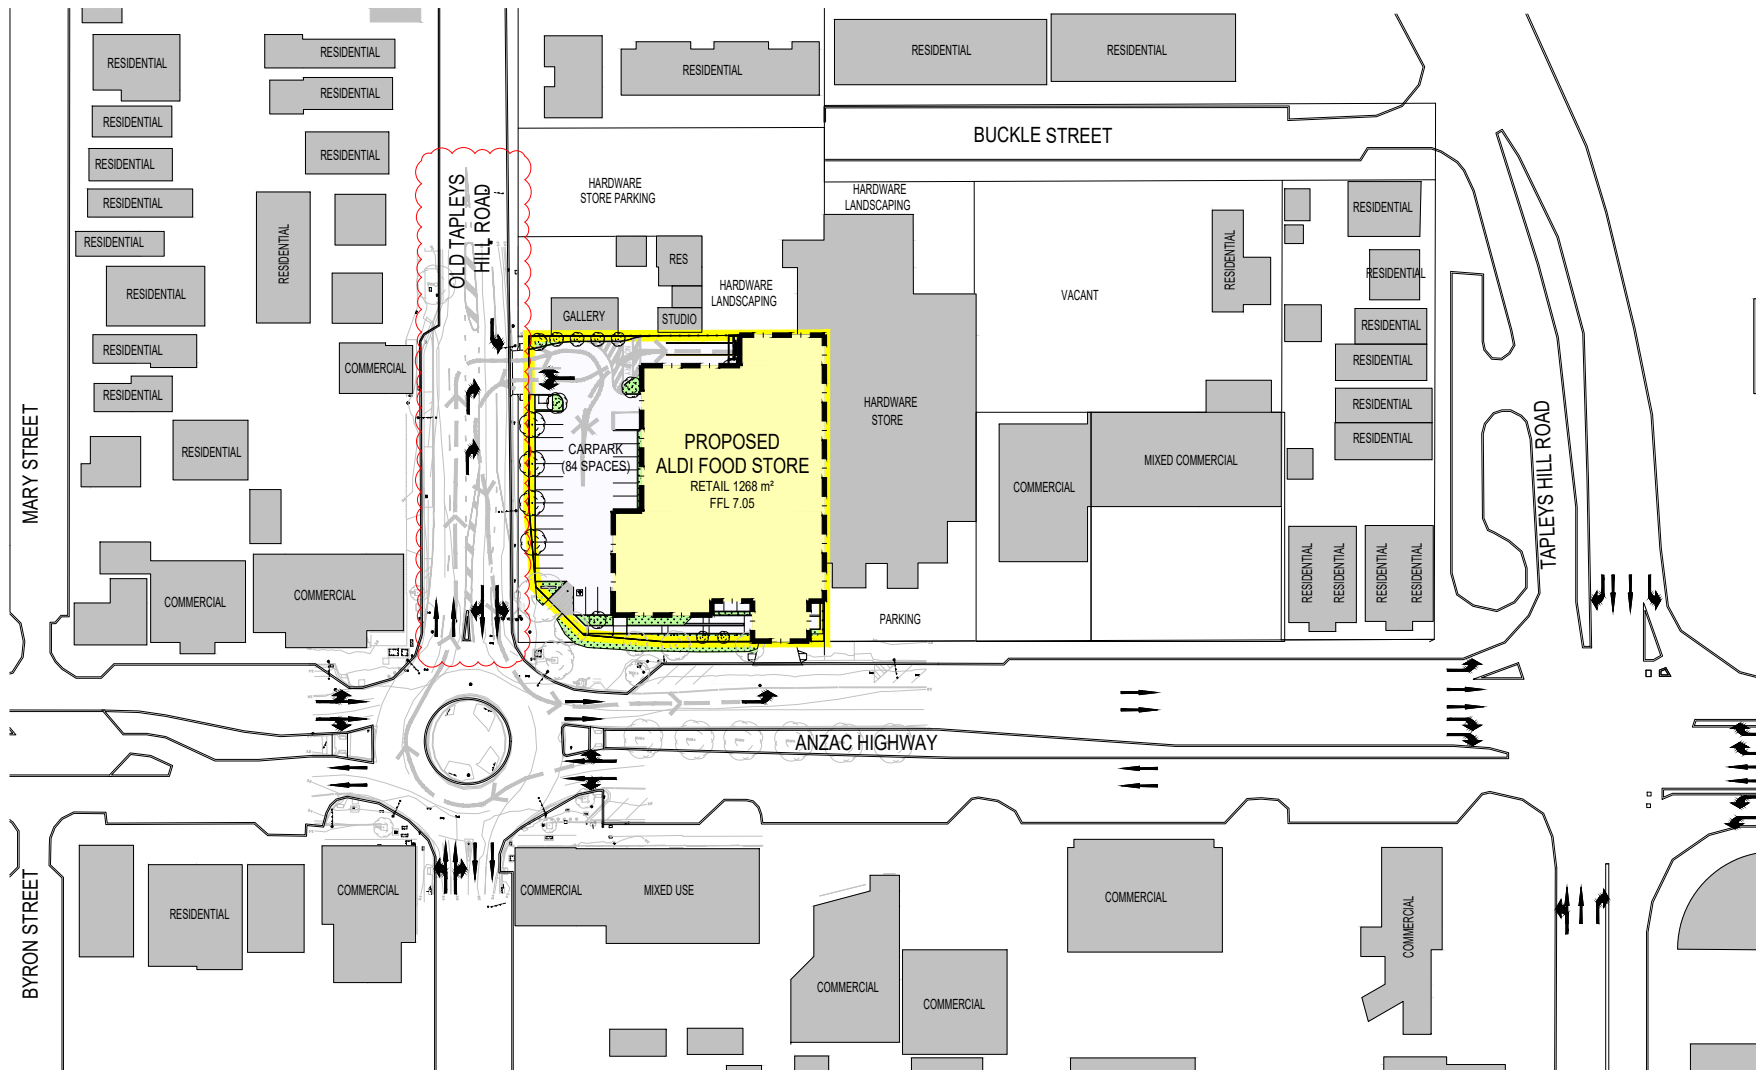 RESIDENTIAL
RESIDENTIAL
RESIDENTIAL
RESIDENTIAL
RESIDENTIAL
RESIDENTIAL
RESIDENTIAL
RESIDENTIAL
BUCKLE STREET
RESIDENTIAL
RESIDENTIAL
RESIDENTIAL
RESIDENTIAL
OLD TAPLEYS
HILL ROAD
HARDWARE
STORE PARKING
HARDWARE
LANDSCAPING
RESIDENTIAL
RESIDENTIAL
RESIDENTIAL
RES
RESIDENTIAL
RESIDENTIAL
RESIDENTIAL
HARDWARE
LANDSCAPING
VACANT
GALLERY
STUDIO
RESIDENTIAL
RESIDENTIAL
RESIDENTIAL
COMMERCIAL
RESIDENTIAL
RESIDENTIAL
HARDWARE
STORE
RESIDENTIAL
RESIDENTIAL
MARY STREET
RESIDENTIAL
CARPARK
(84 SPACES)
PROPOSED
ALDI FOOD STORE
RETAIL 1268 m²
FFL 7.05
MIXED COMMERCIAL
COMMERCIAL
TAPLEYS HILL ROAD
RESIDENTIAL
RESIDENTIAL
RESIDENTIAL
RESIDENTIAL
COMMERCIAL
COMMERCIAL
PARKING
ANZAC HIGHWAY
BYRON STREET
RESIDENTIAL
COMMERCIAL
COMMERCIAL
MIXED USE
COMMERCIAL
COMMERCIAL
COMMERCIAL
COMMERCIAL